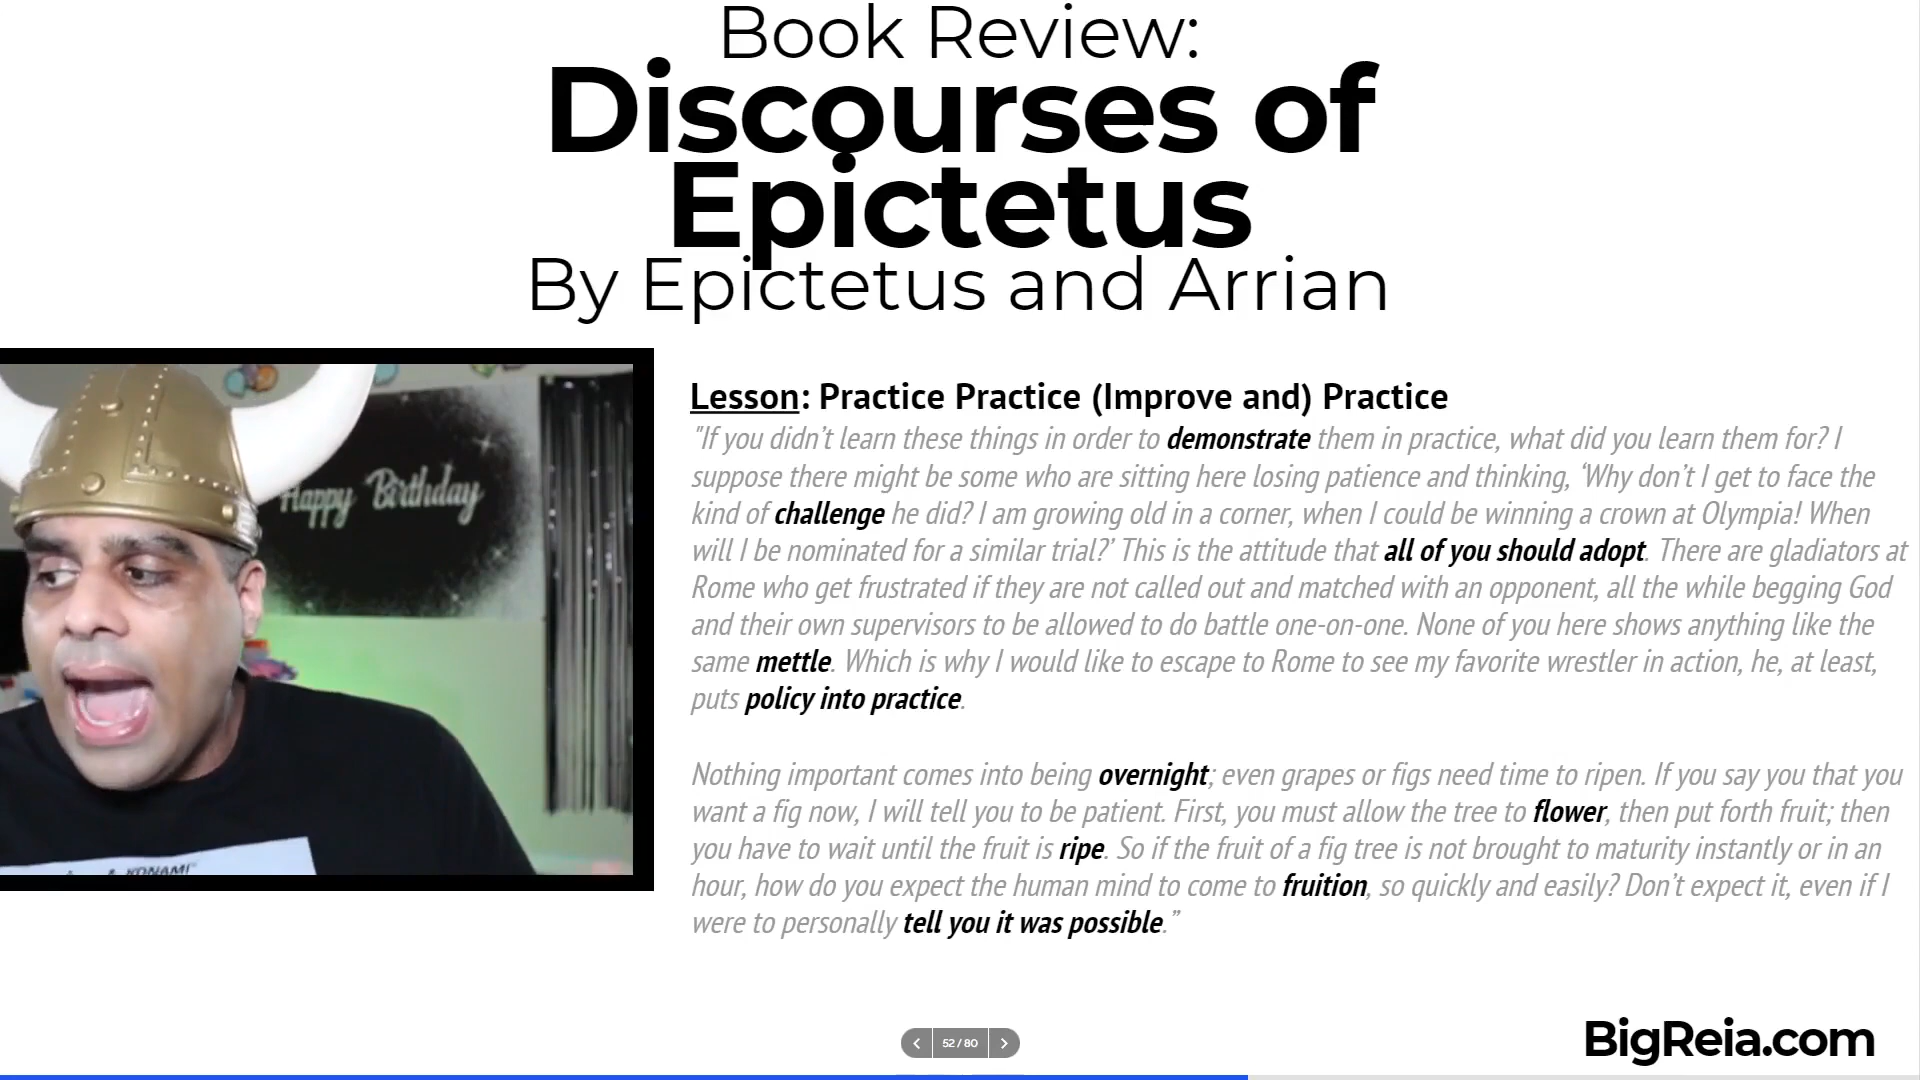 Book Review:
Discourses of
Epictetus
By Epictetus and Arrian
Happy Birthday
KONAMI
Lesson: Practice Practice (Improve and) Practice
"If you didn’t learn these things in order to demonstrate them in practice, what did you learn them for? I
suppose there might be some who are sitting here losing patience and thinking, ‘Why don’t I get to face the
kind of challenge he did? I am growing old in a corner, when I could be winning a crown at Olympia! When
will I be nominated for a similar trial?’ This is the attitude that all of you should adopt. There are gladiators at
Rome who get frustrated if they are not called out and matched with an opponent, all the while begging God
and their own supervisors to be allowed to do battle one-on-one. None of you here shows anything like the
same mettle. Which is why I would like to escape to Rome to see my favorite wrestler in action, he, at least,
puts policy into practice.
Nothing important comes into being overnight; even grapes or figs need time to ripen. If you say you that you
want a fig now, I will tell you to be patient. First, you must allow the tree to flower, then put forth fruit; then
you have to wait until the fruit is ripe. So if the fruit of a fig tree is not brought to maturity instantly or in an
hour, how do you expect the human mind to come to fruition, so quickly and easily? Don’t expect it, even if I
were to personally tell you it was possible.”
52 / 80
BigReia.com